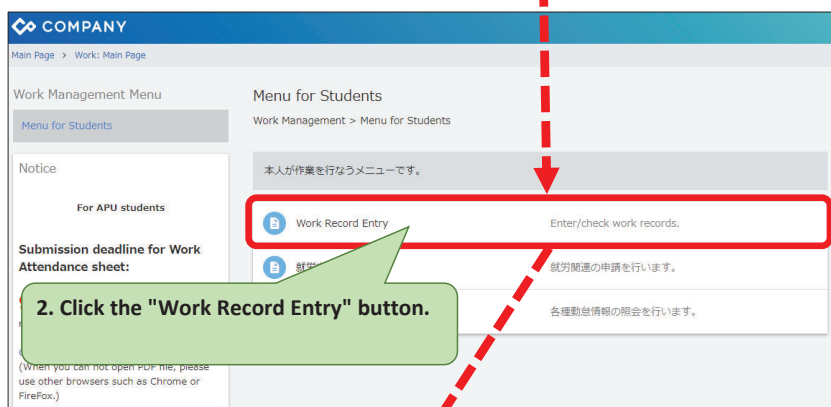 COMPANY
Main Page > Work: Main Page
Work Management Menu
Menu for Students
Notice
For APU students
Submission deadline for Work
Attendance sheet:
(When you can not open PDF file, please
use other browsers such as Chrome or
FireFox.)
Menu for Students
Work Management > Menu for Students
本人が作業を行なうメニューです。
Work Record Entry
Enter/check work records.
就労関連の申請を行います。
各種勤怠情報の照会を行います。
2. Click the "Work Record Entry" button.